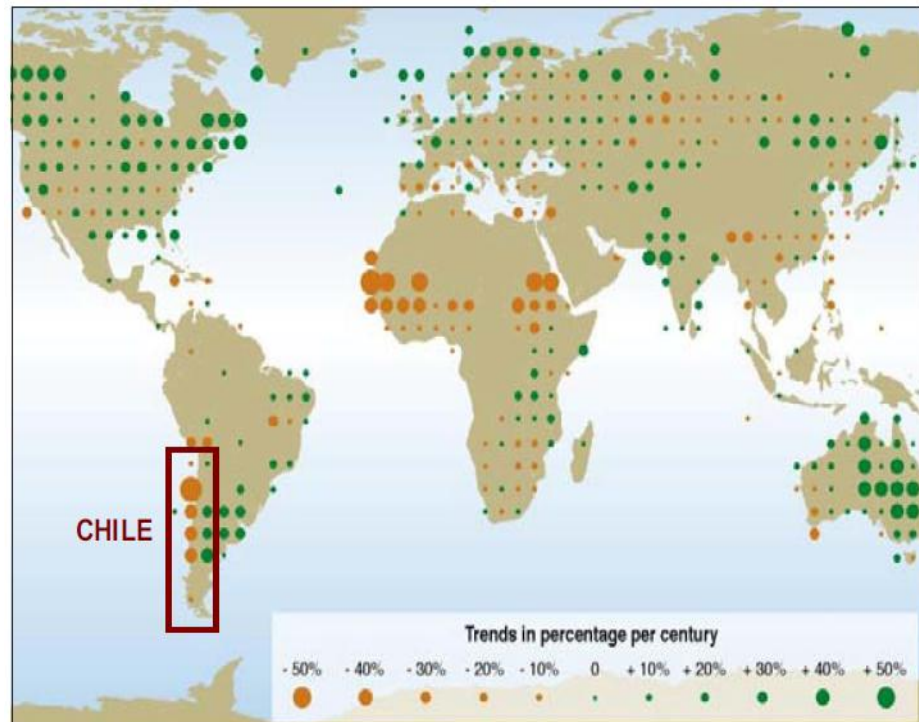 CHILE
Trends in percentage per century
- 50% - 40% - 30% - 20% - 10% 0 + 10% + 20% + 30% + 40% + 50%